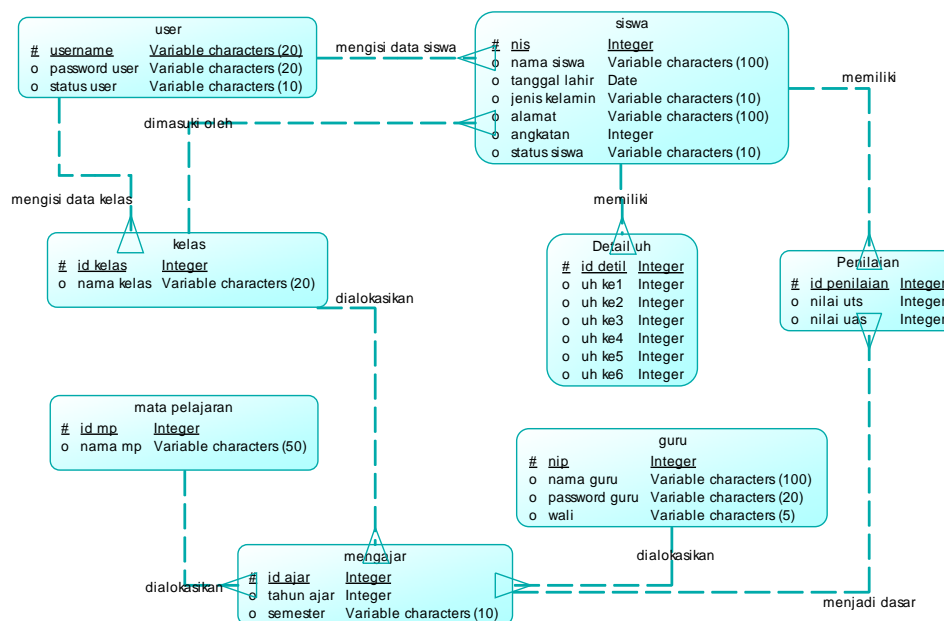 user
# username Variable characters (20)
o password user Variable characters (20)
o status user Variable characters (10)
mengisi data siswa
siswa
# nis Integer
o nama siswa Variable characters (100)
o tanggal lahir Date
o jenis kelamin Variable characters (10)
o alamat Variable characters (100)
o angkatan Integer
o status siswa Variable characters (10)
memiliki
dimasuki oleh
mengisi data kelas
memiliki
kelas
# id kelas Integer
o nama kelas Variable characters (20)
Detail uh
# id detil Integer
o uh ke1 Integer
o uh ke2 Integer
o uh ke3 Integer
o uh ke4 Integer
o uh ke5 Integer
o uh ke6 Integer
Penilaian
# id penilaian Integer
o nilai uts Integer
o nilai uas Integer
dialokasikan
mata pelajaran
# id mp Integer
o nama mp Variable characters (50)
guru
# nip Integer
o nama guru Variable characters (100)
o password guru Variable characters (20)
o wali Variable characters (5)
dialokasikan
mengajar
# id ajar Integer
o tahun ajar Integer
o semester Variable characters (10)
dialokasikan
menjadi dasar